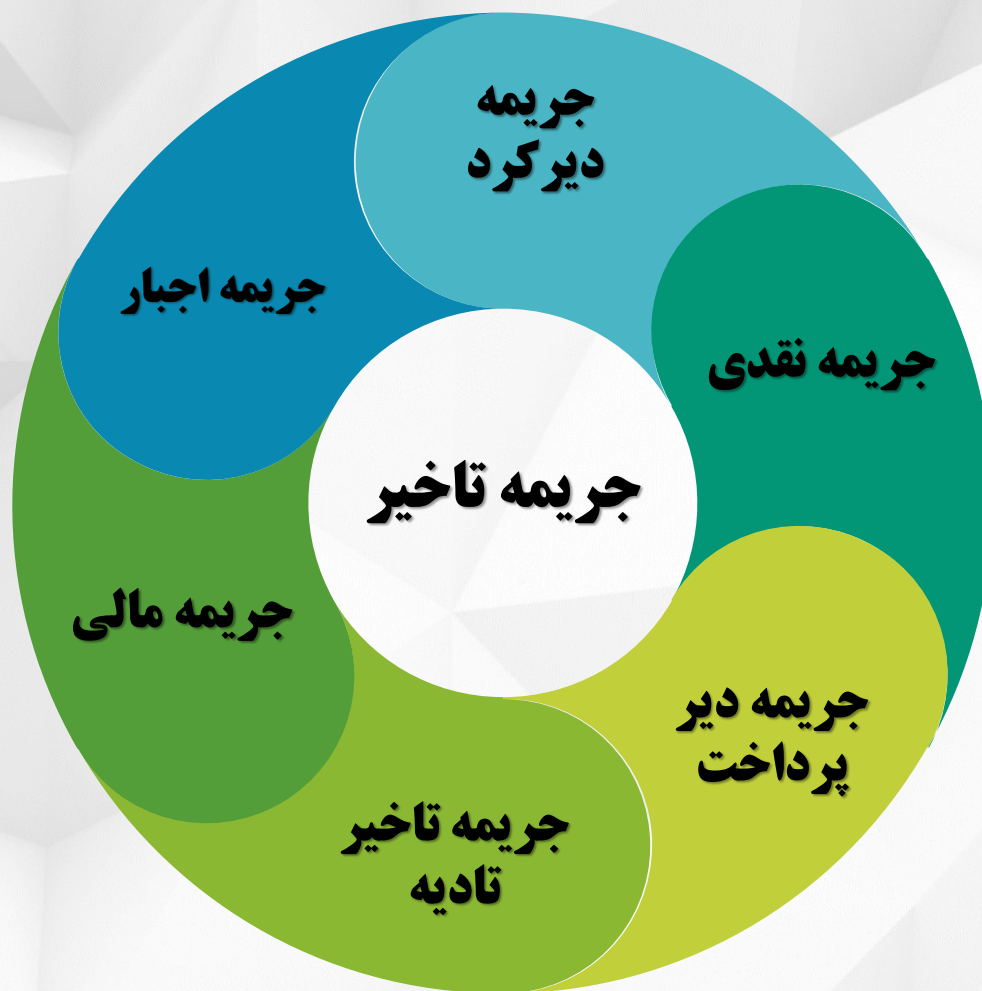 جریمه
دیرکرد
جریمه اجبار
جریمه نقدی
جریمه تاخیر
جریمه مالی
جریمه دیر
پرداخت
جریمه تاخیر
تادیه